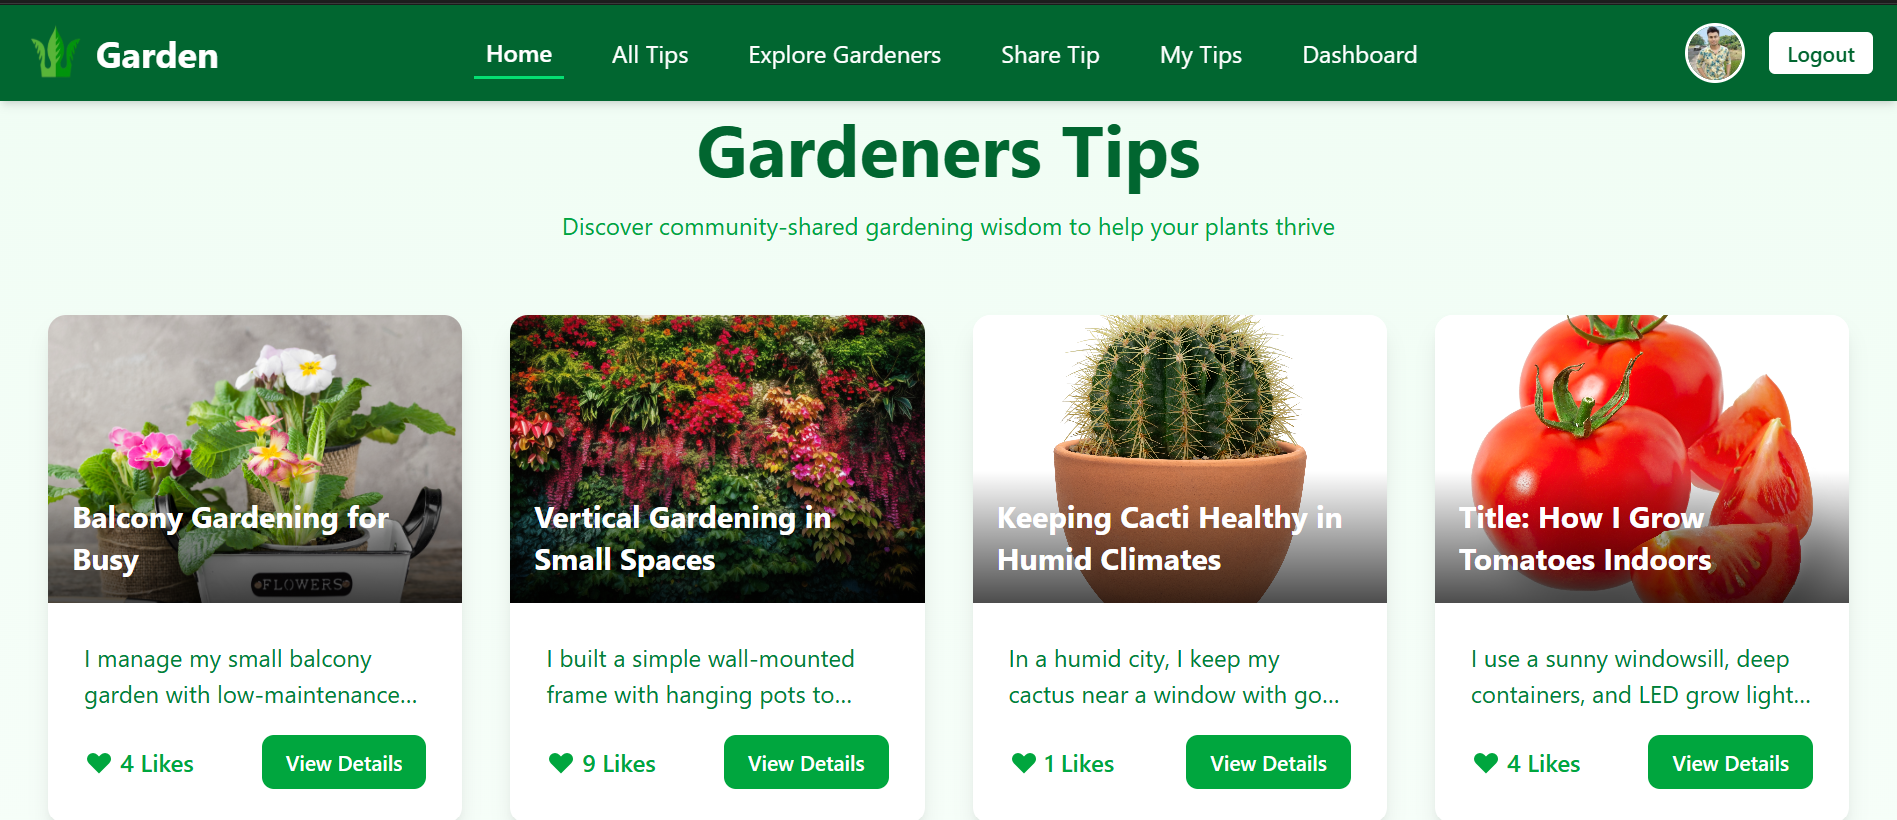 Garden
Home
All Tips
Explore Gardeners
Share Tip
My Tips
Dashboard
Logout
Gardeners Tips
Discover community-shared gardening wisdom to help your plants thrive
FLOWERS
Balcony Gardening for
Busy
I manage my small balcony
garden with low-maintenance...
4 Likes
View Details
Vertical Gardening in
Small Spaces
I built a simple wall-mounted
frame with hanging pots to...
9 Likes
View Details
Keeping Cacti Healthy in
Humid Climates
In a humid city, I keep my
cactus near a window with go...
1 Likes
View Details
Title: How I Grow
Tomatoes Indoors
I use a sunny windowsill, deep
containers, and LED grow light...
4 Likes
View Details